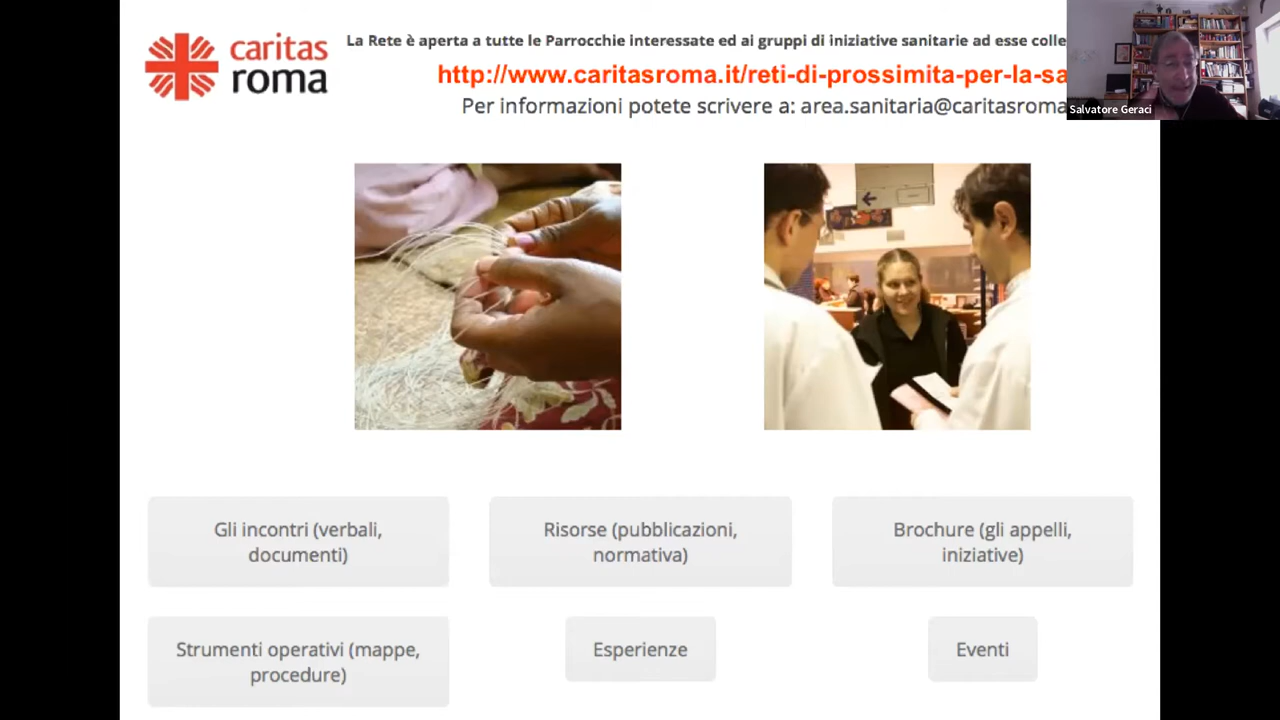 caritas
roma
La Rete è aperta a tutte le Parrocchie interessate ed ai gruppi di iniziative sanitarie ad esse
http://www.caritasroma.it/reti-di-prossimita-per-la-sa
Per informazioni potete scrivere a: area.sanitaria@caritasroma
Salvatore Geraci
Gli incontri (verbali,
documenti)
Risorse (pubblicazioni,
normativa)
Brochure (gli appelli,
iniziative)
Strumenti operativi (mappe,
procedure)
Esperienze
Eventi